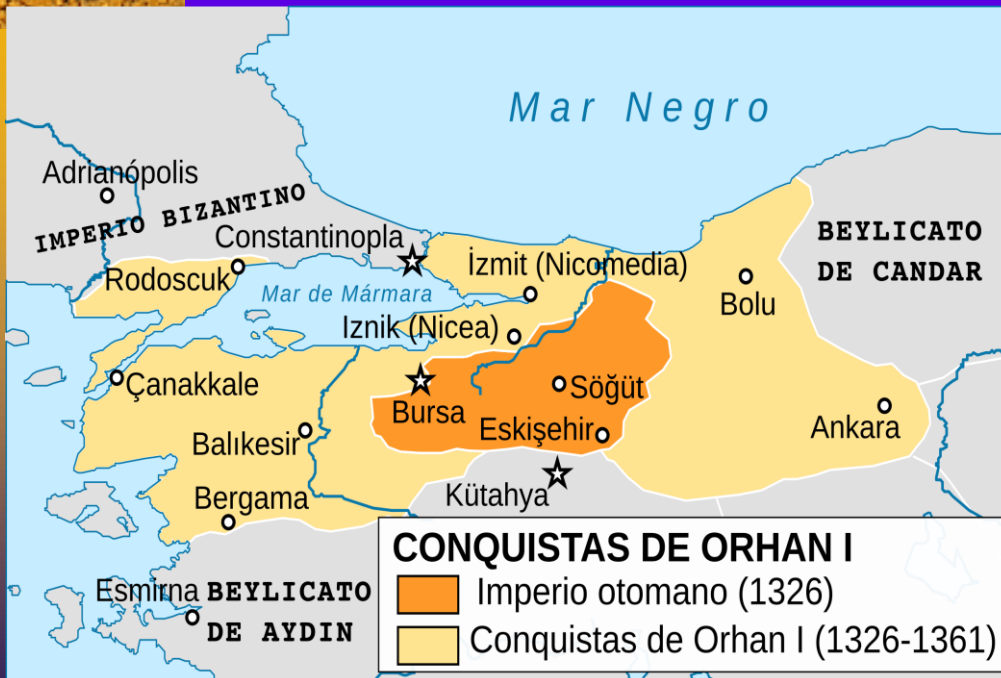 Mar Negro
Adrianópolis
IMPERIO BIZANTINO
Constantinopla
BEYLICATO
DE CANDAR
Rodoscuk
İzmit (Nicomedia)
Mar de Mármara
Bolu
Iznik (Nicea)
Çanakkale
Söğüt
Bursa
Eskişehir
Ankara
Balıkesir
Kütahya
Bergama
Esmirna
BEYLICATO
DE AYDIN
CONQUISTAS DE ORHAN I
Imperio otomano (1326)
Conquistas de Orhan I (1326-1361)